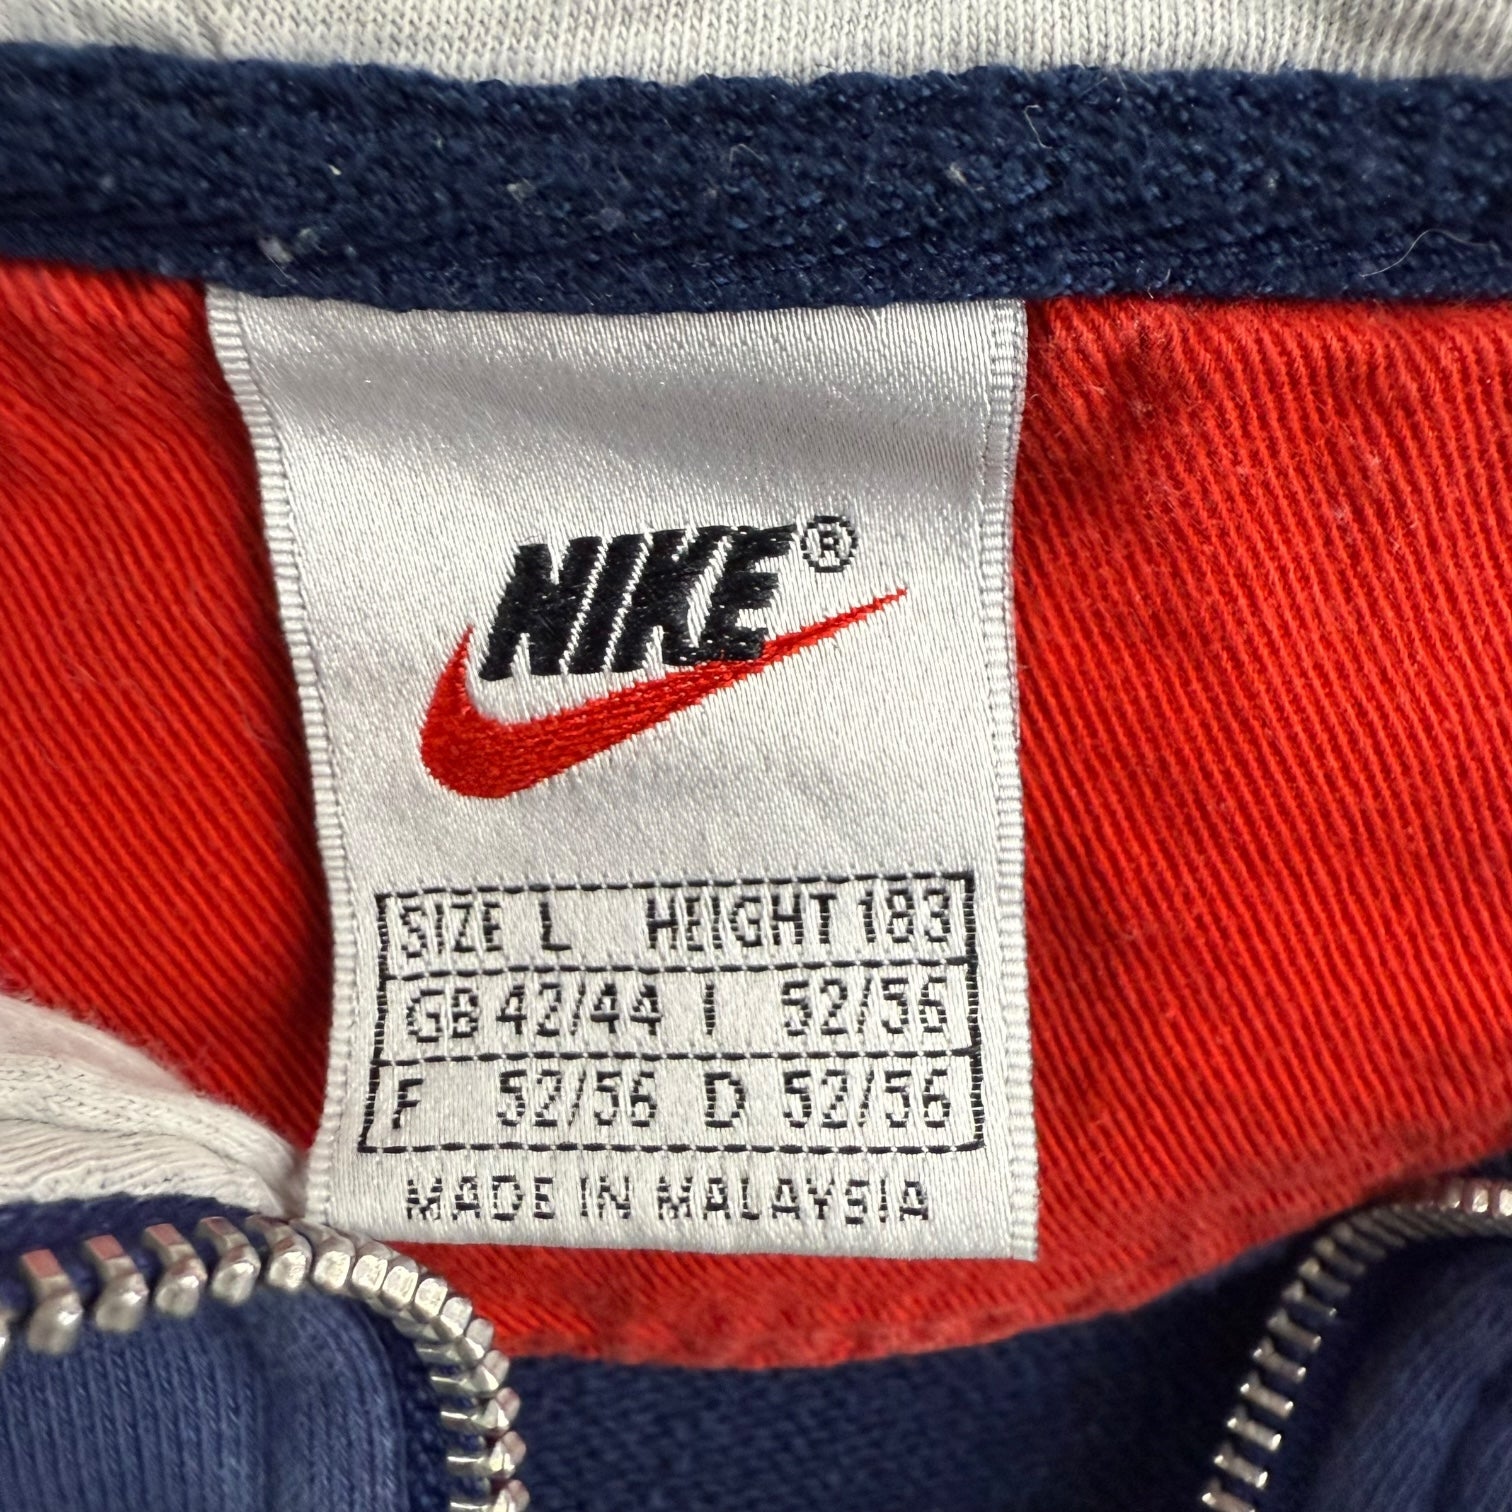 NIKE®
SIZE L HEIGHT 183
GB 42/44 I 52/56
F 52/56 D 52/56
MADE IN MALAYSIA